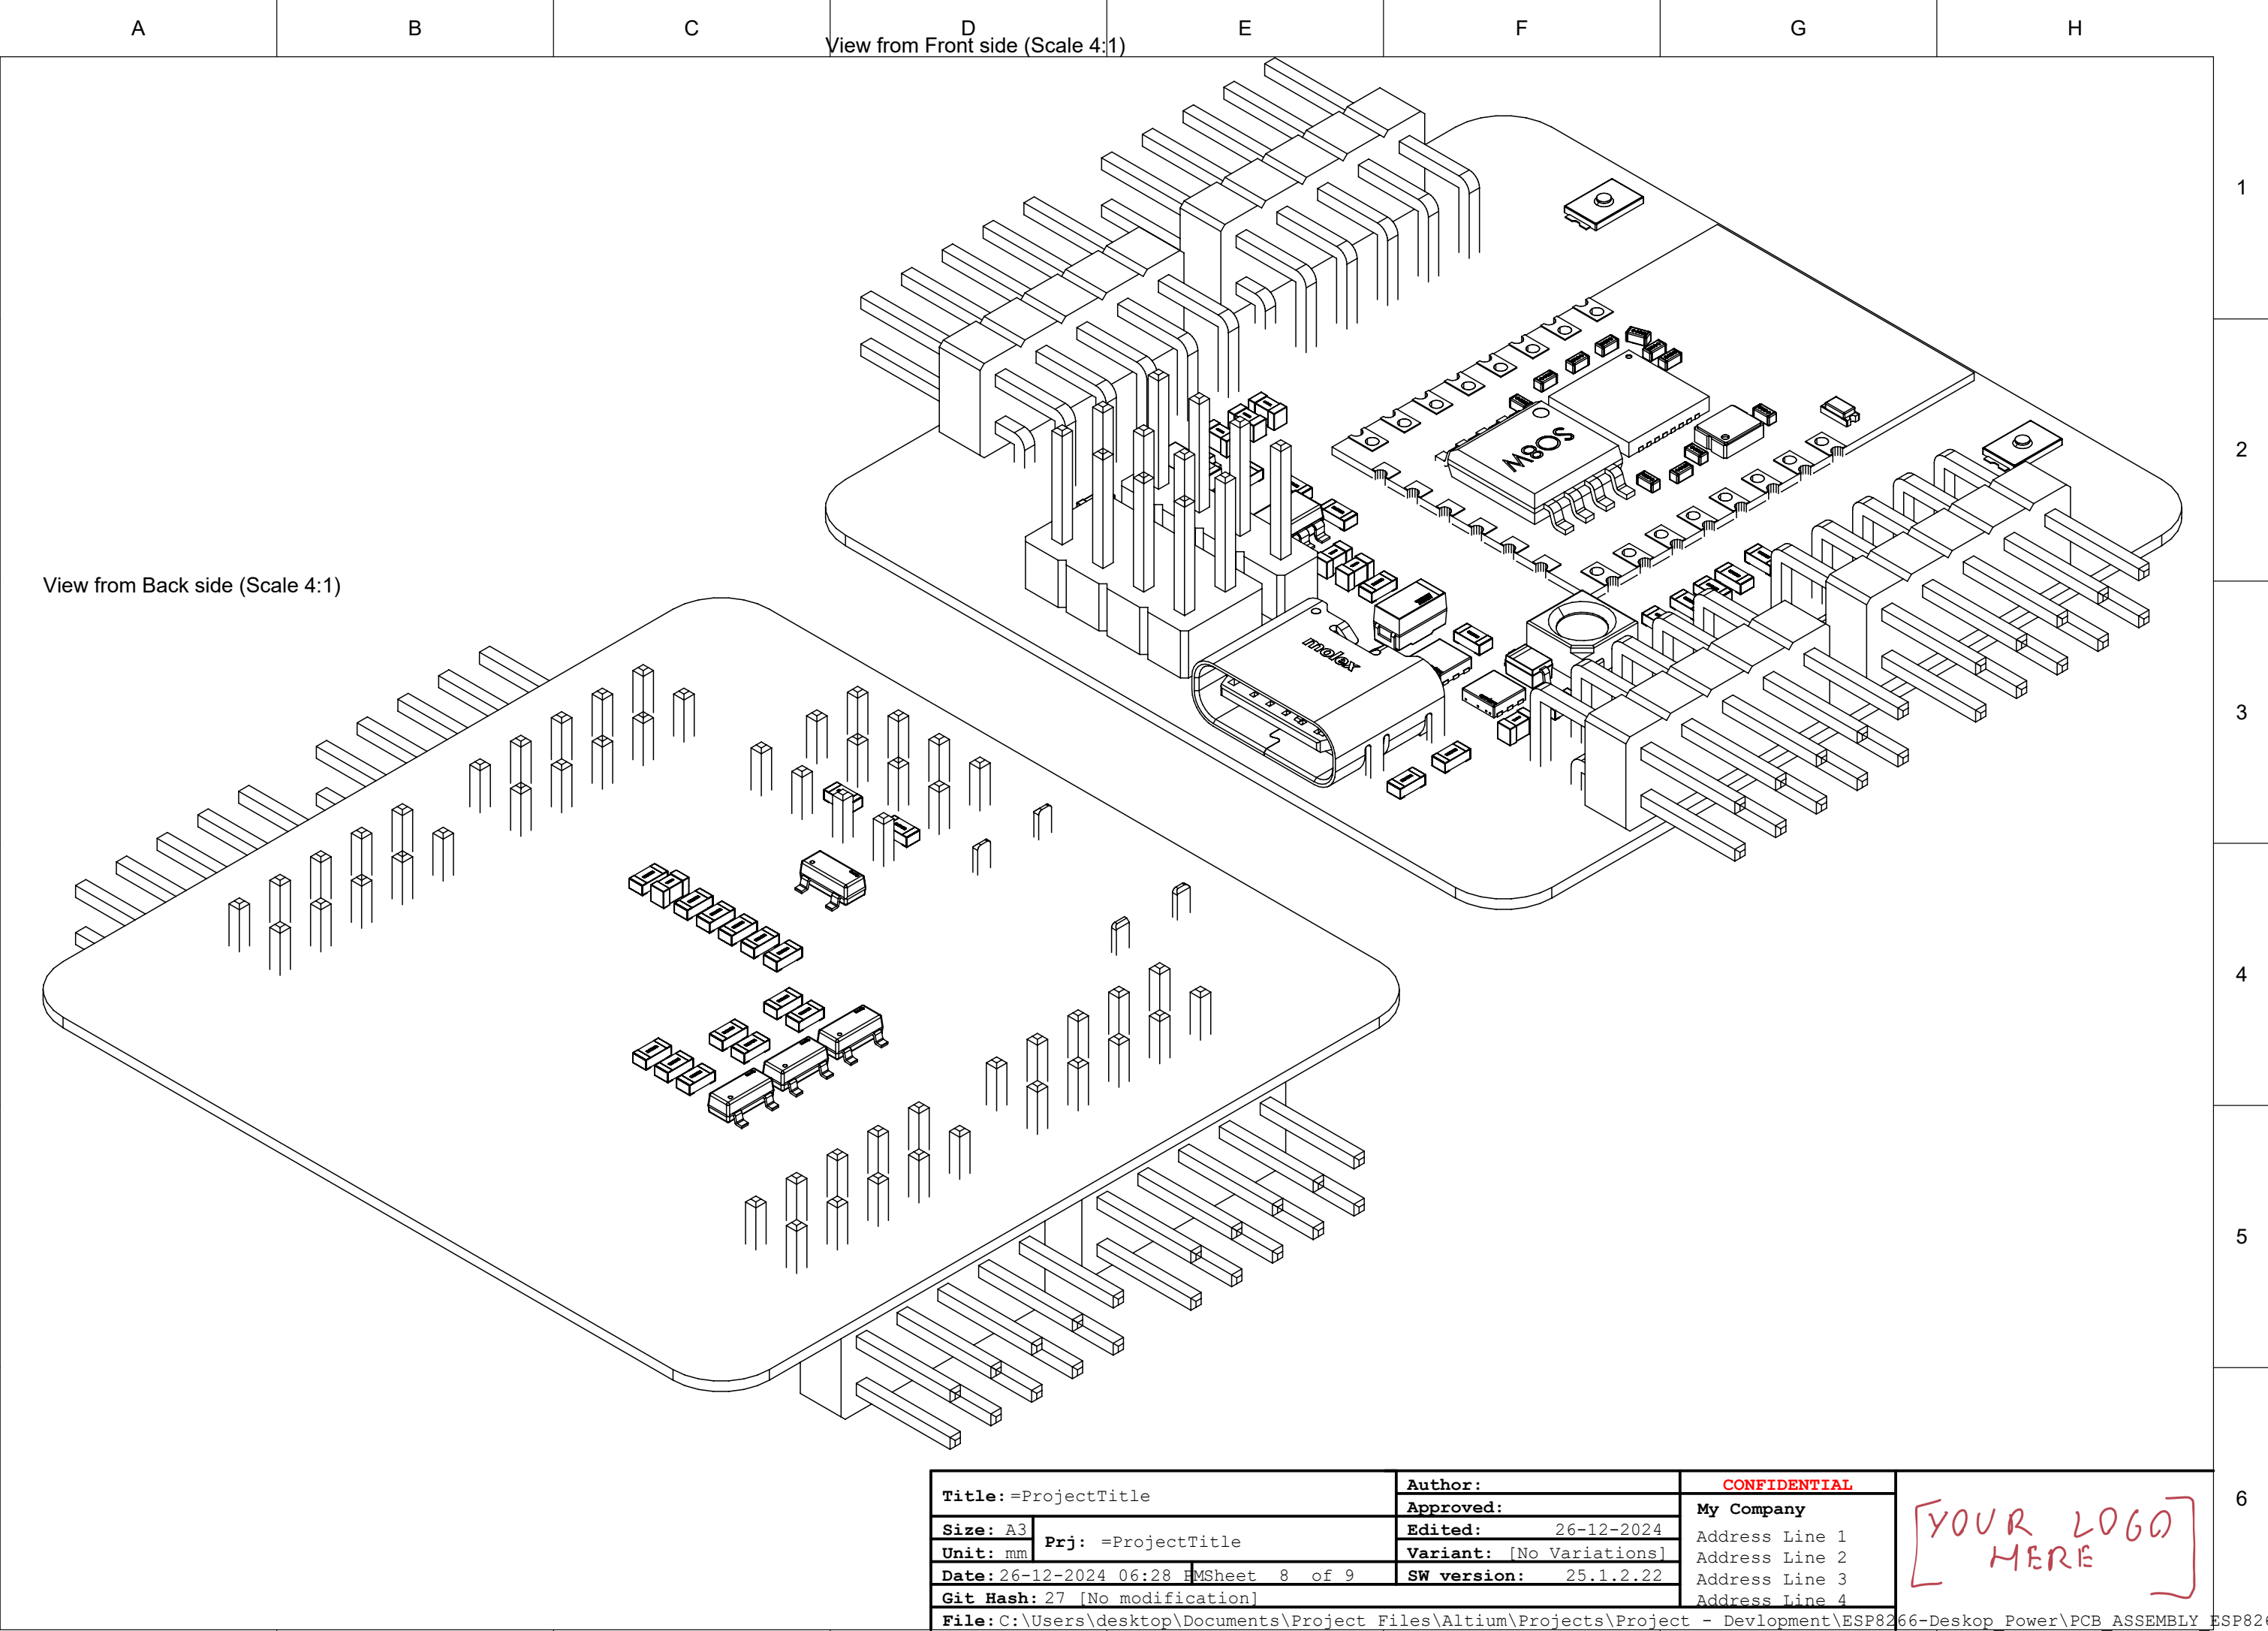 A B C D E F G H
View from Front side (Scale 4:1)
1
2
3
4
5
6
SO8W
molex
View from Back side (Scale 4:1)
Title: =ProjectTitle
Size: A3
Unit: mm
Prj: =ProjectTitle
Date: 26-12-2024 06:28 PM Sheet 8 of 9
Git Hash: 27 [No modification]
File: C:\Users\desktop\Documents\Project Files\Altium\Projects\Project - Devlopment\ESP8266-Deskop_Power\PCB_ASSEMBLY_ESP826
Author:
Approved:
Edited: 26-12-2024
Variant: [No Variations]
SW version: 25.1.2.22
CONFIDENTIAL
My Company
Address Line 1
Address Line 2
Address Line 3
Address Line 4
[YOUR LOGO
HERE]